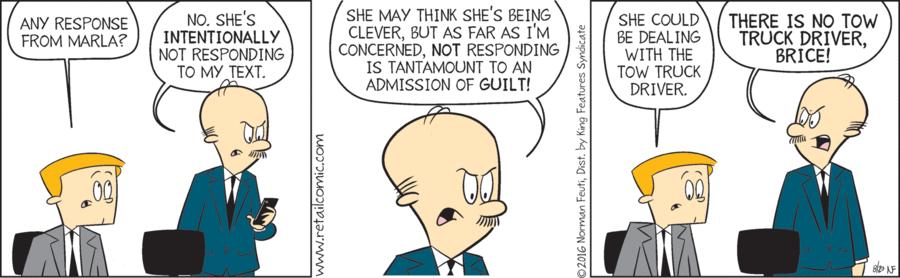 ANY RESPONSE
FROM MARLA?
NO. SHE'S
INTENTIONALLY
NOT RESPONDING
TO MY TEXT.
www.retailcomic.com
SHE MAY THINK SHE'S BEING
CLEVER, BUT AS FAR AS I'M
CONCERNED, NOT RESPONDING
IS TANTAMOUNT TO AN
ADMISSION OF GUILT!
©2016 Norman Feuti, Dist. by King Features Syndicate
SHE COULD
BE DEALING
WITH THE
TOW TRUCK
DRIVER.
THERE IS NO TOW
TRUCK DRIVER,
BRICE!
NF